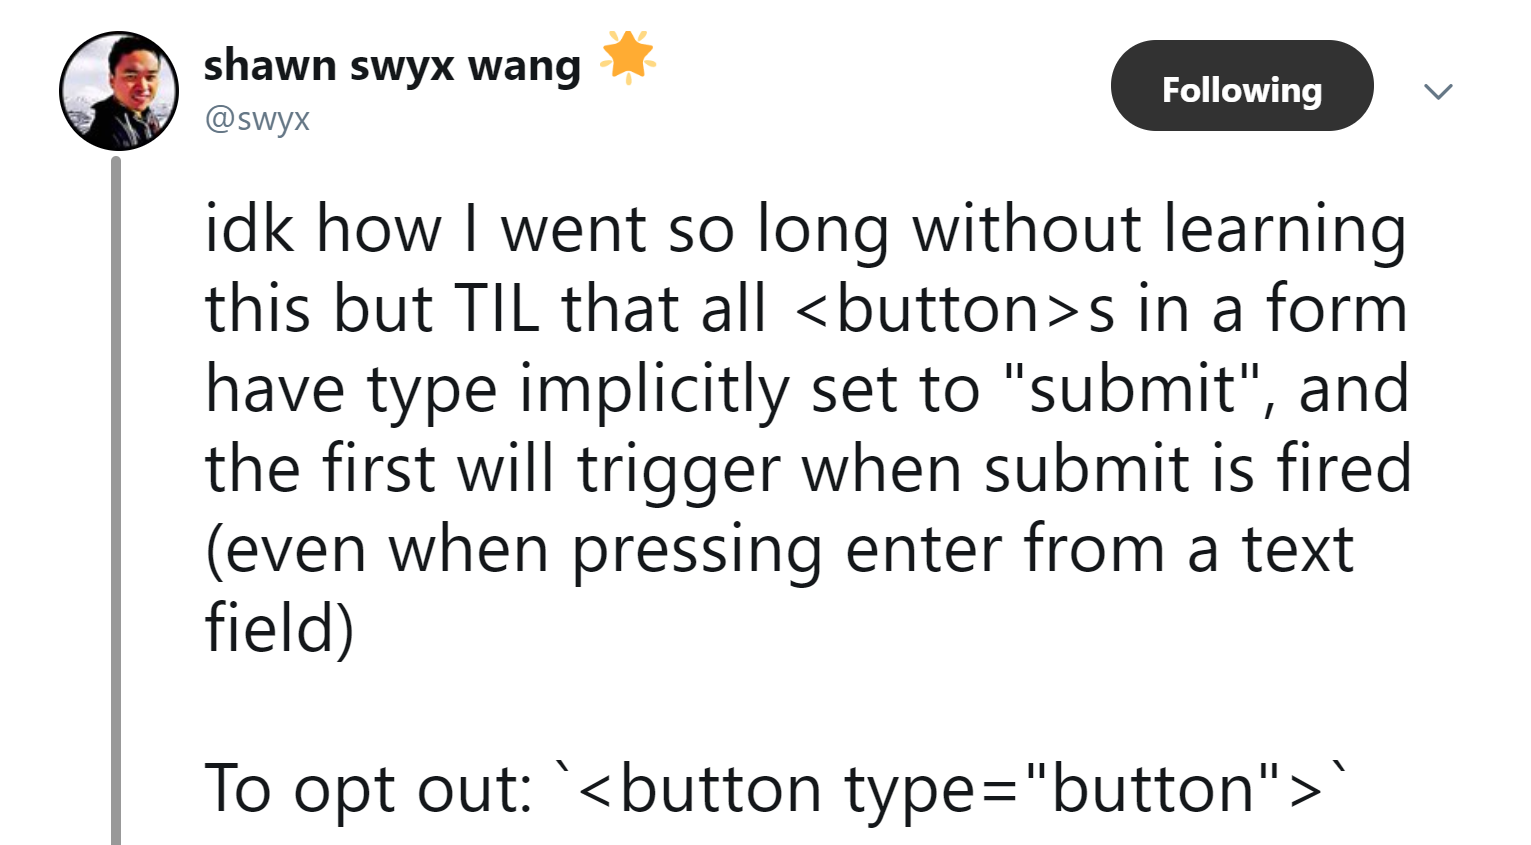 shawn swyx wang 🌟
@swyx
Following
idk how I went so long without learning
this but TIL that all <button>s in a form
have type implicitly set to "submit", and
the first will trigger when submit is fired
(even when pressing enter from a text
field)
To opt out: `<button type="button">`